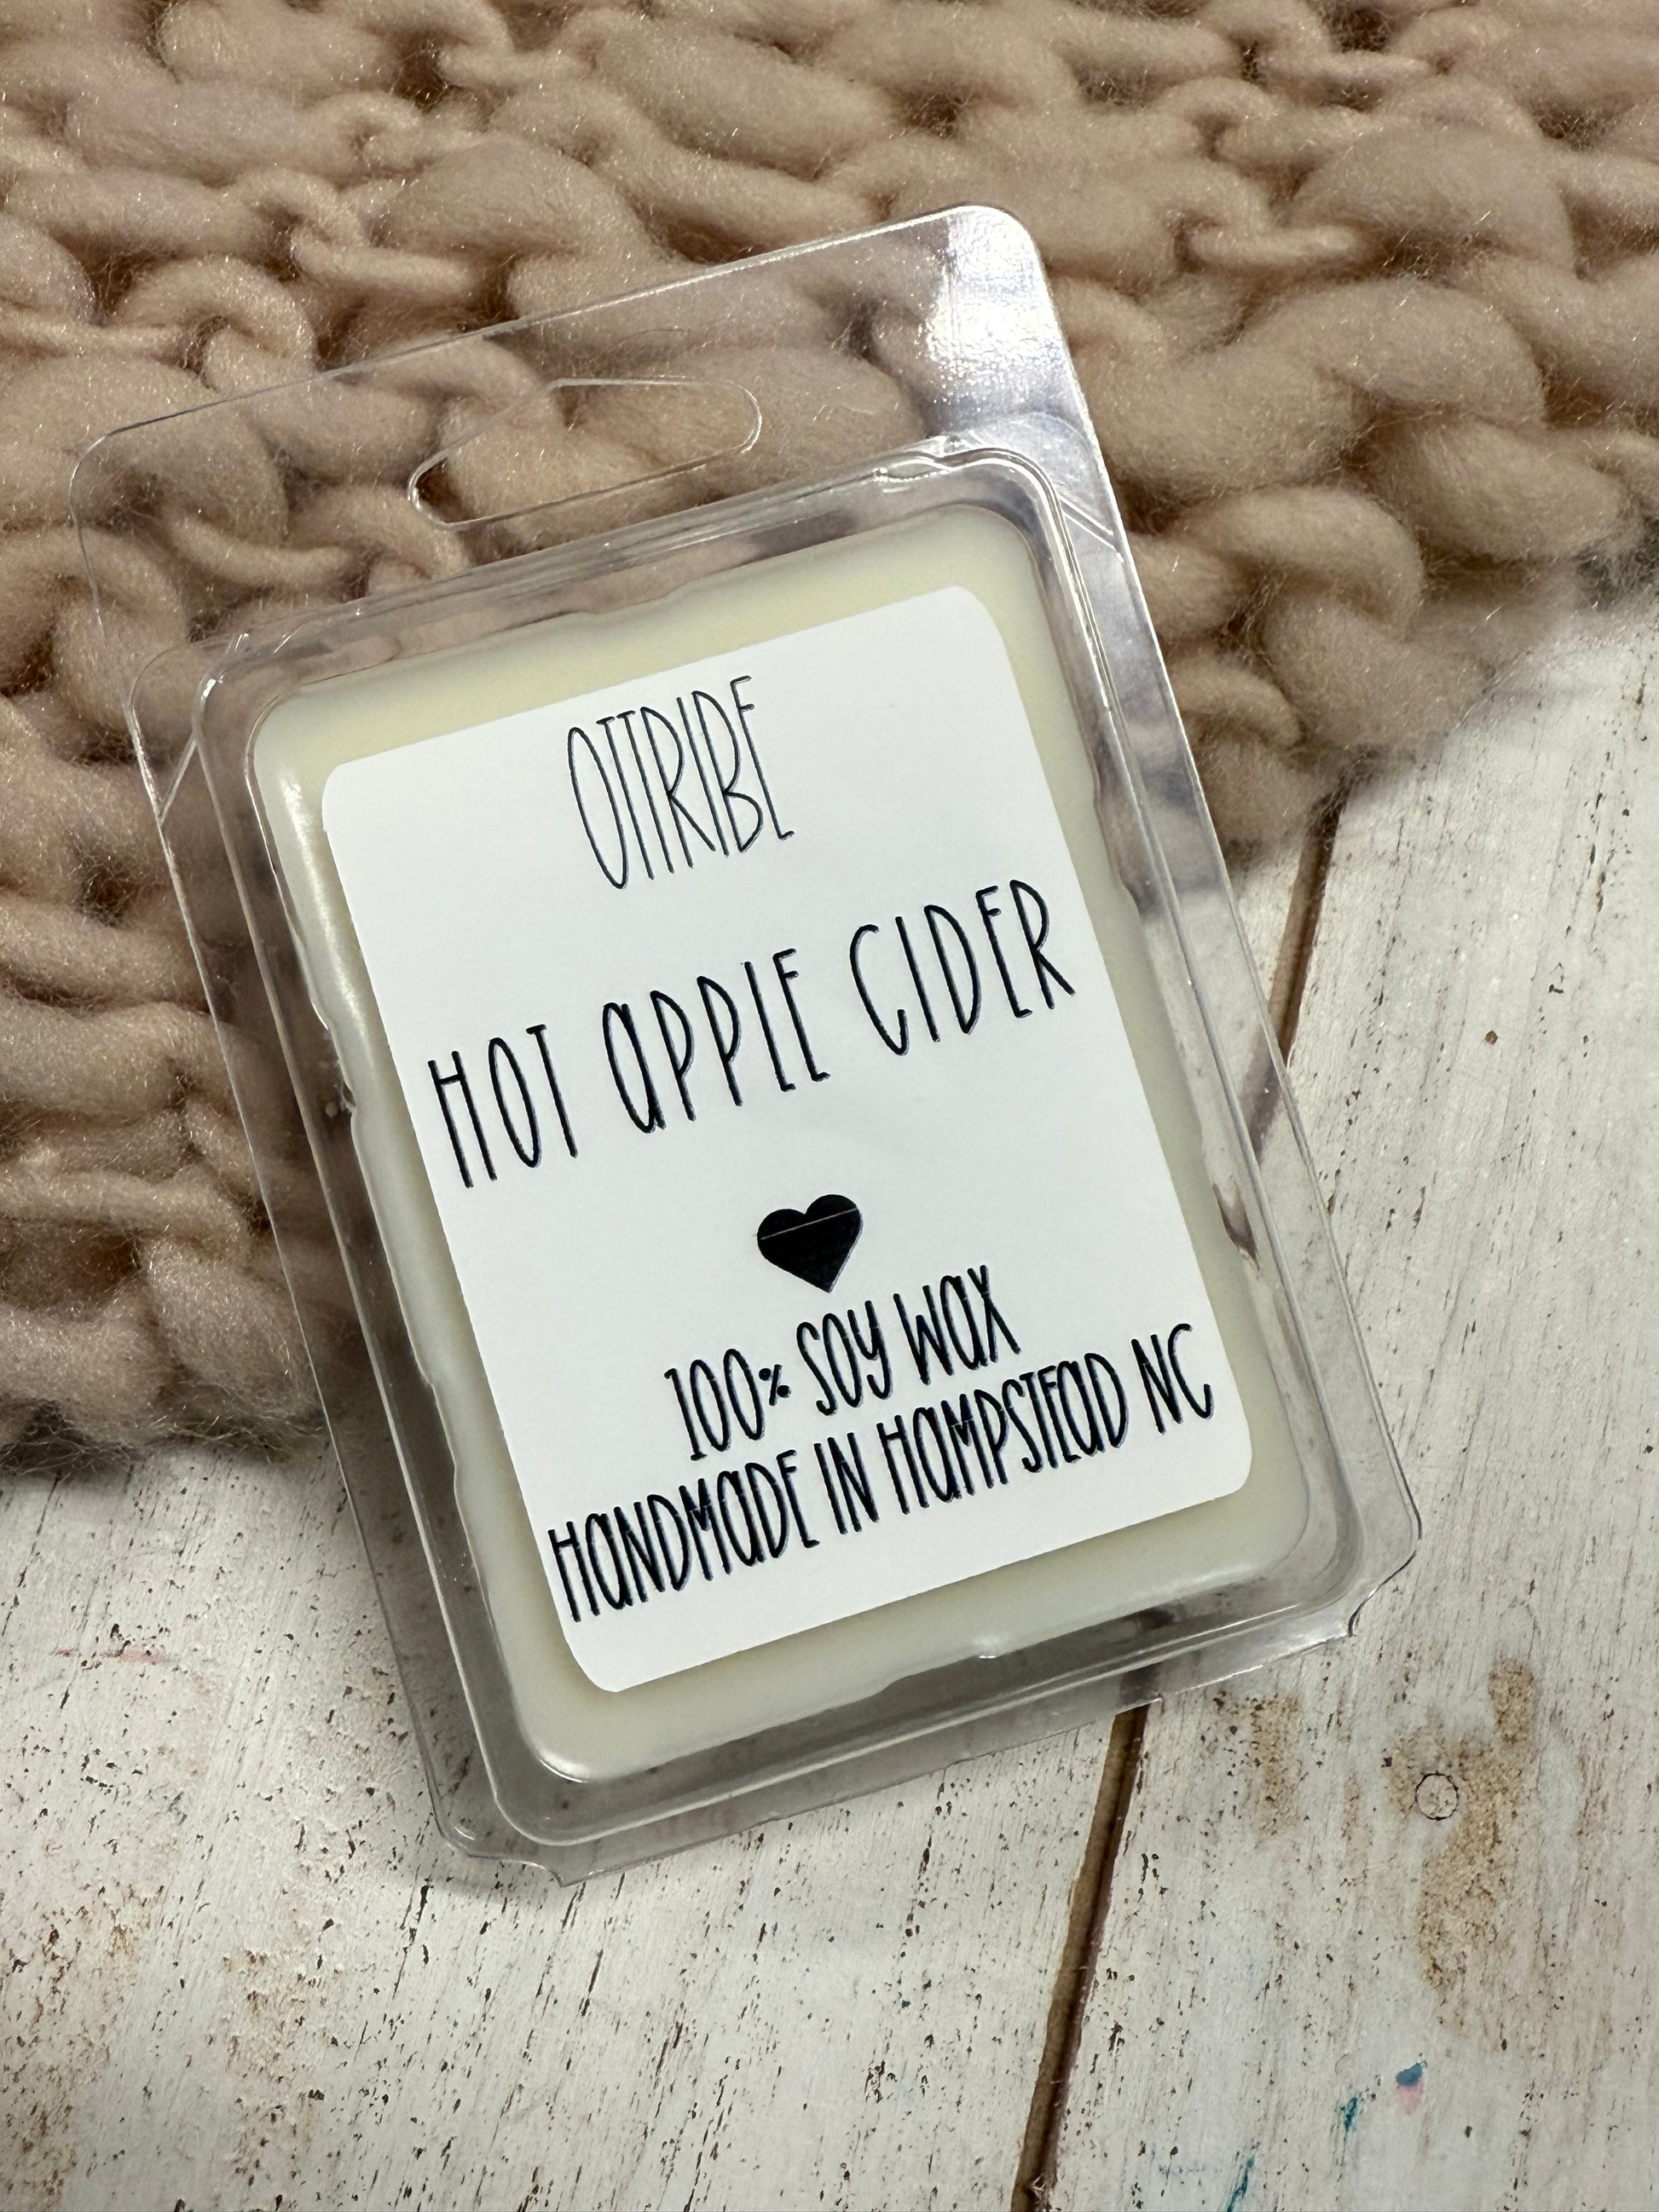 OTTRIBE
HOT aPPLE CIDER
100% SOY WaX
HaNDMaDE IN HaMPSTEaD NC